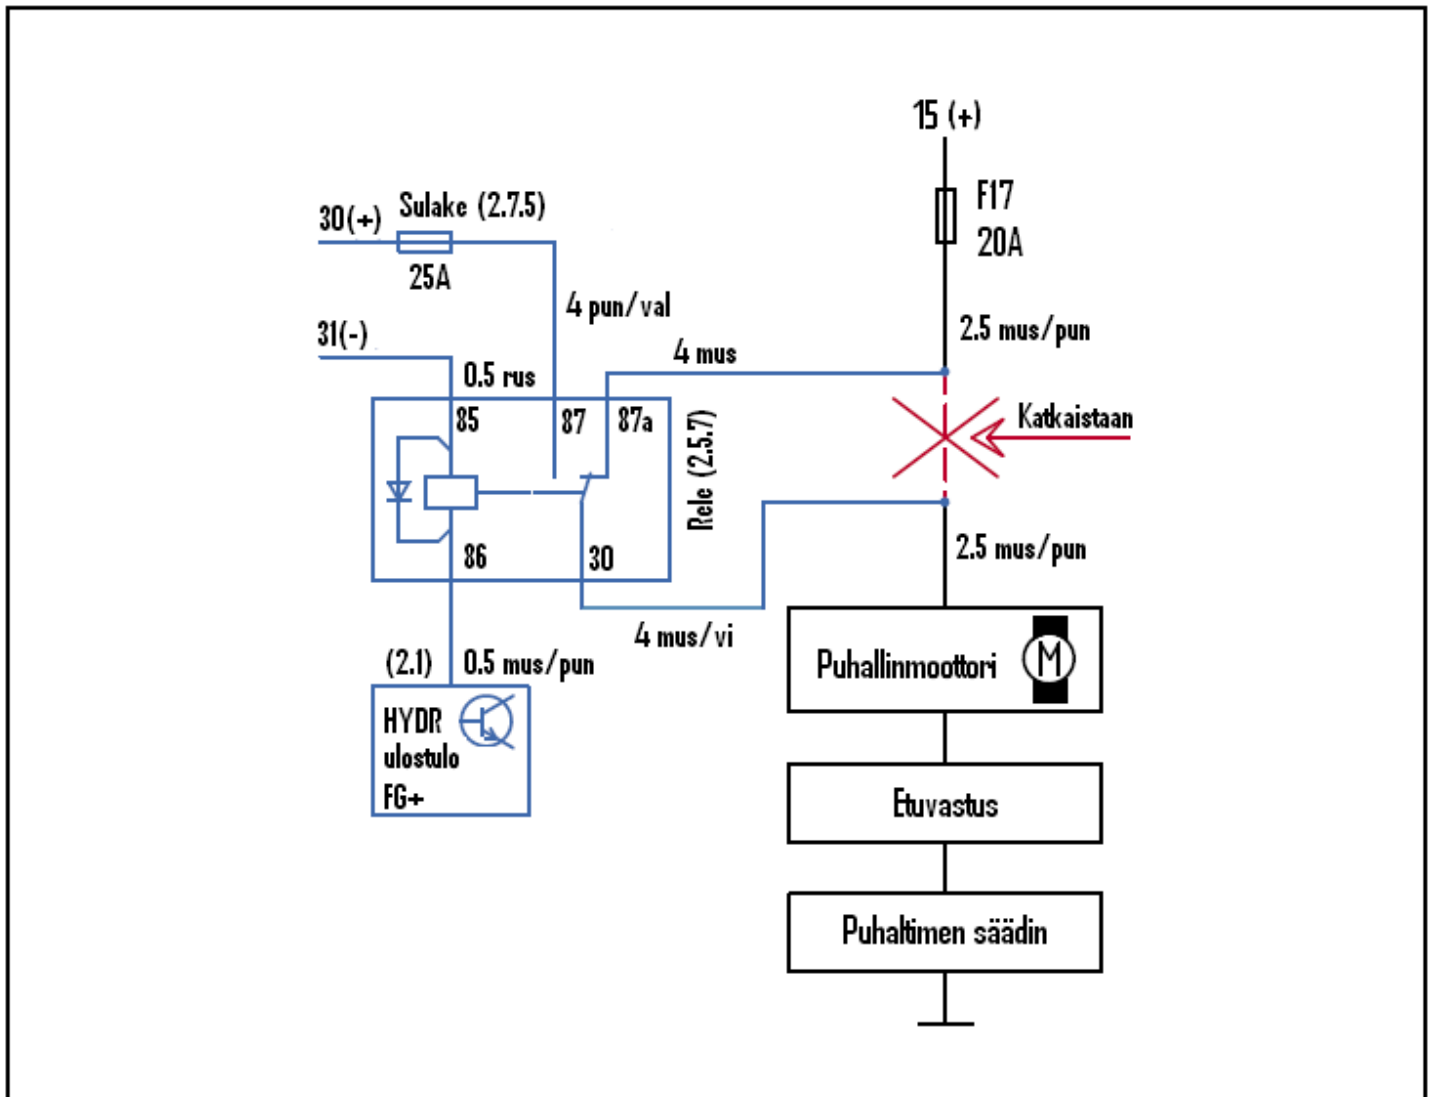 15 (+)
F17
20A
Sulake (2.7.5)
30(+)
25A
4 pun/val
31(-)
2.5 mus/pun
4 mus
0.5 rus
85
87
87a
Rele (2.5.7)
Katkaistaan
86
30
2.5 mus/pun
4 mus/vi
(2.1)
0.5 mus/pun
Puhallinmoottori
M
HYDR
ulostulo
FG+
Etuvastus
Puhaltimen säädin